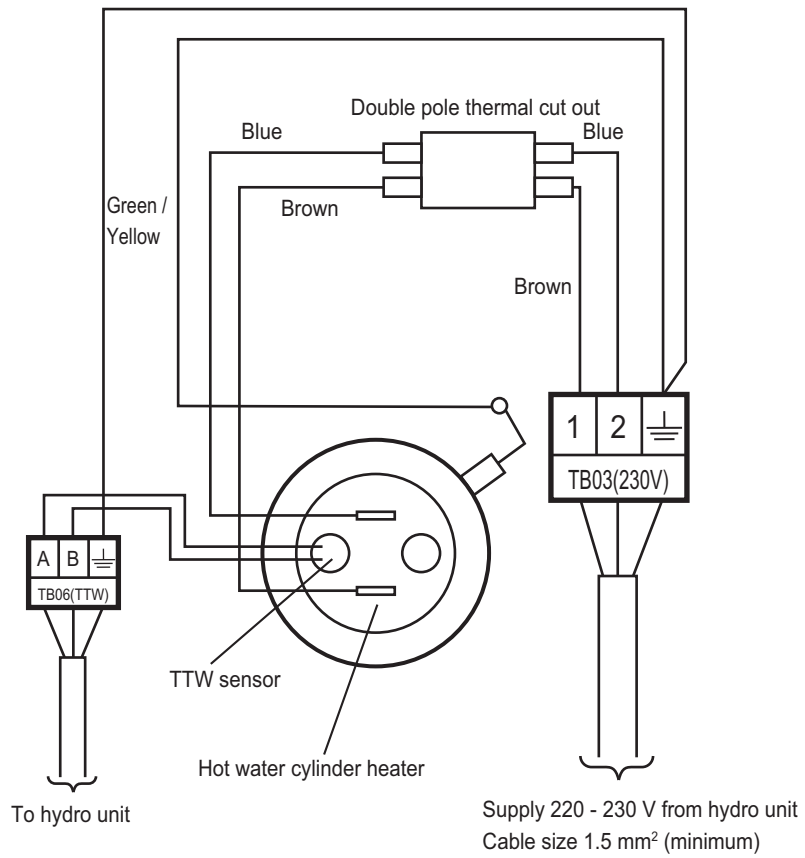 Double pole thermal cut out
Blue
Blue
Green /
Yellow
Brown
Brown
1 2
TB03(230V)
A B
TB06(TTW)
TTW sensor
Hot water cylinder heater
To hydro unit
Supply 220 - 230 V from hydro unit
Cable size 1.5 mm² (minimum)